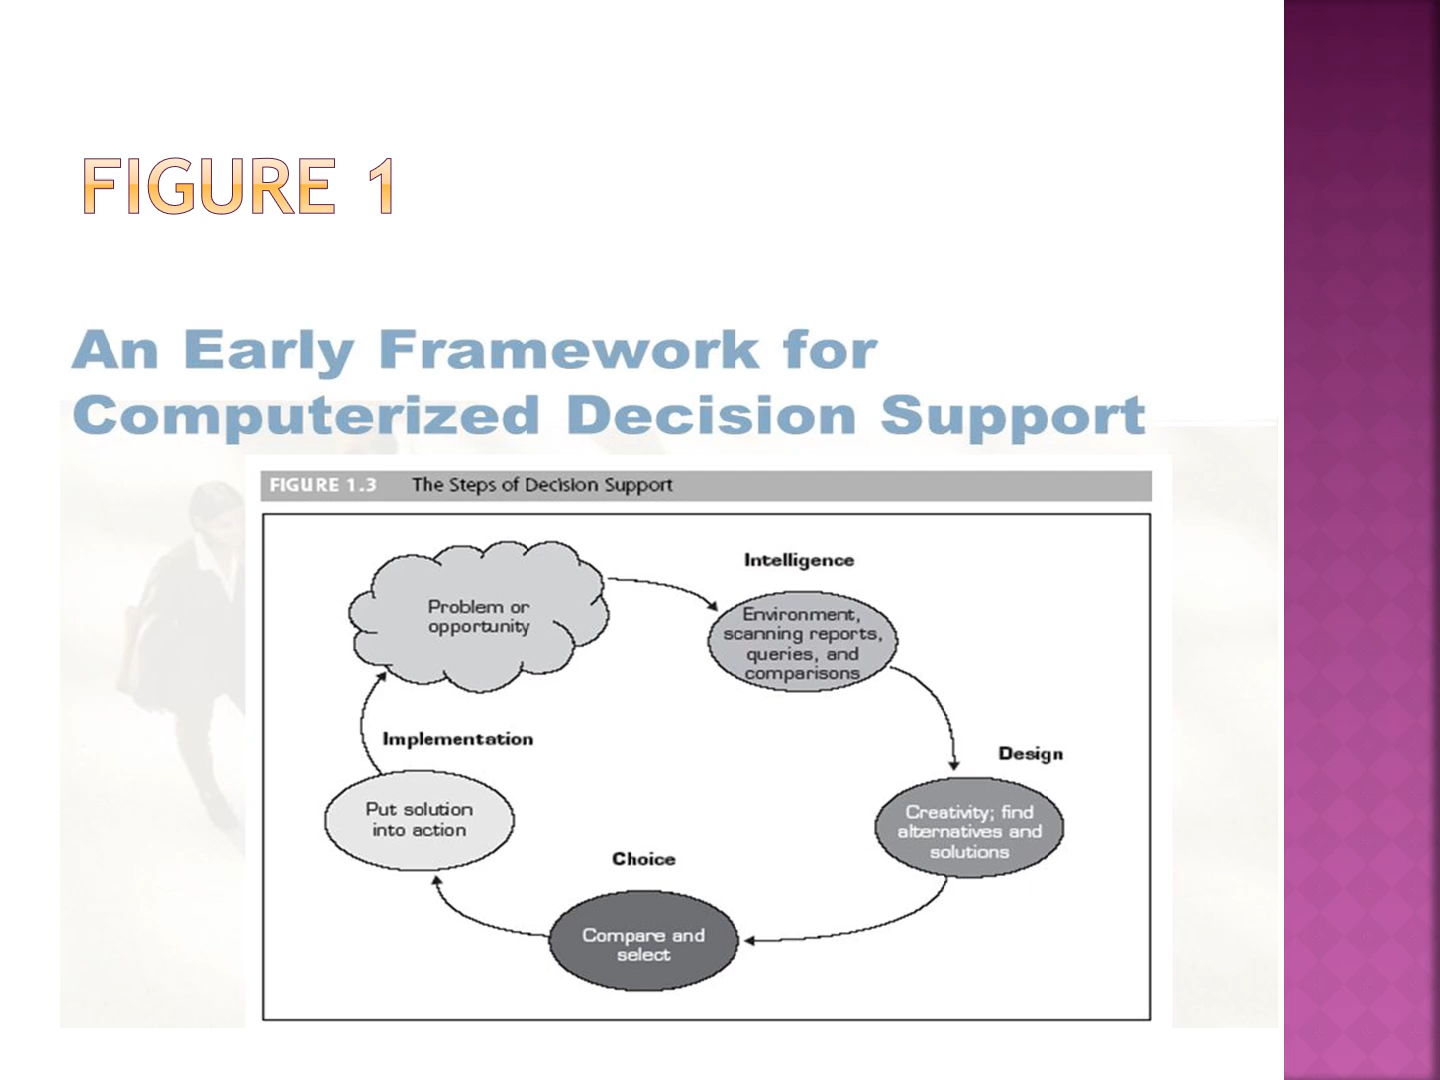 FIGURE 1
An Early Framework for
Computerized Decision Support
FIGURE 1.3 The Steps of Decision Support
Problem or
opportunity
Intelligence
Environment,
scanning reports,
queries, and
comparisons
Design
Creativity; find
alternatives and
solutions
Choice
Compare and
select
Implementation
Put solution
into action